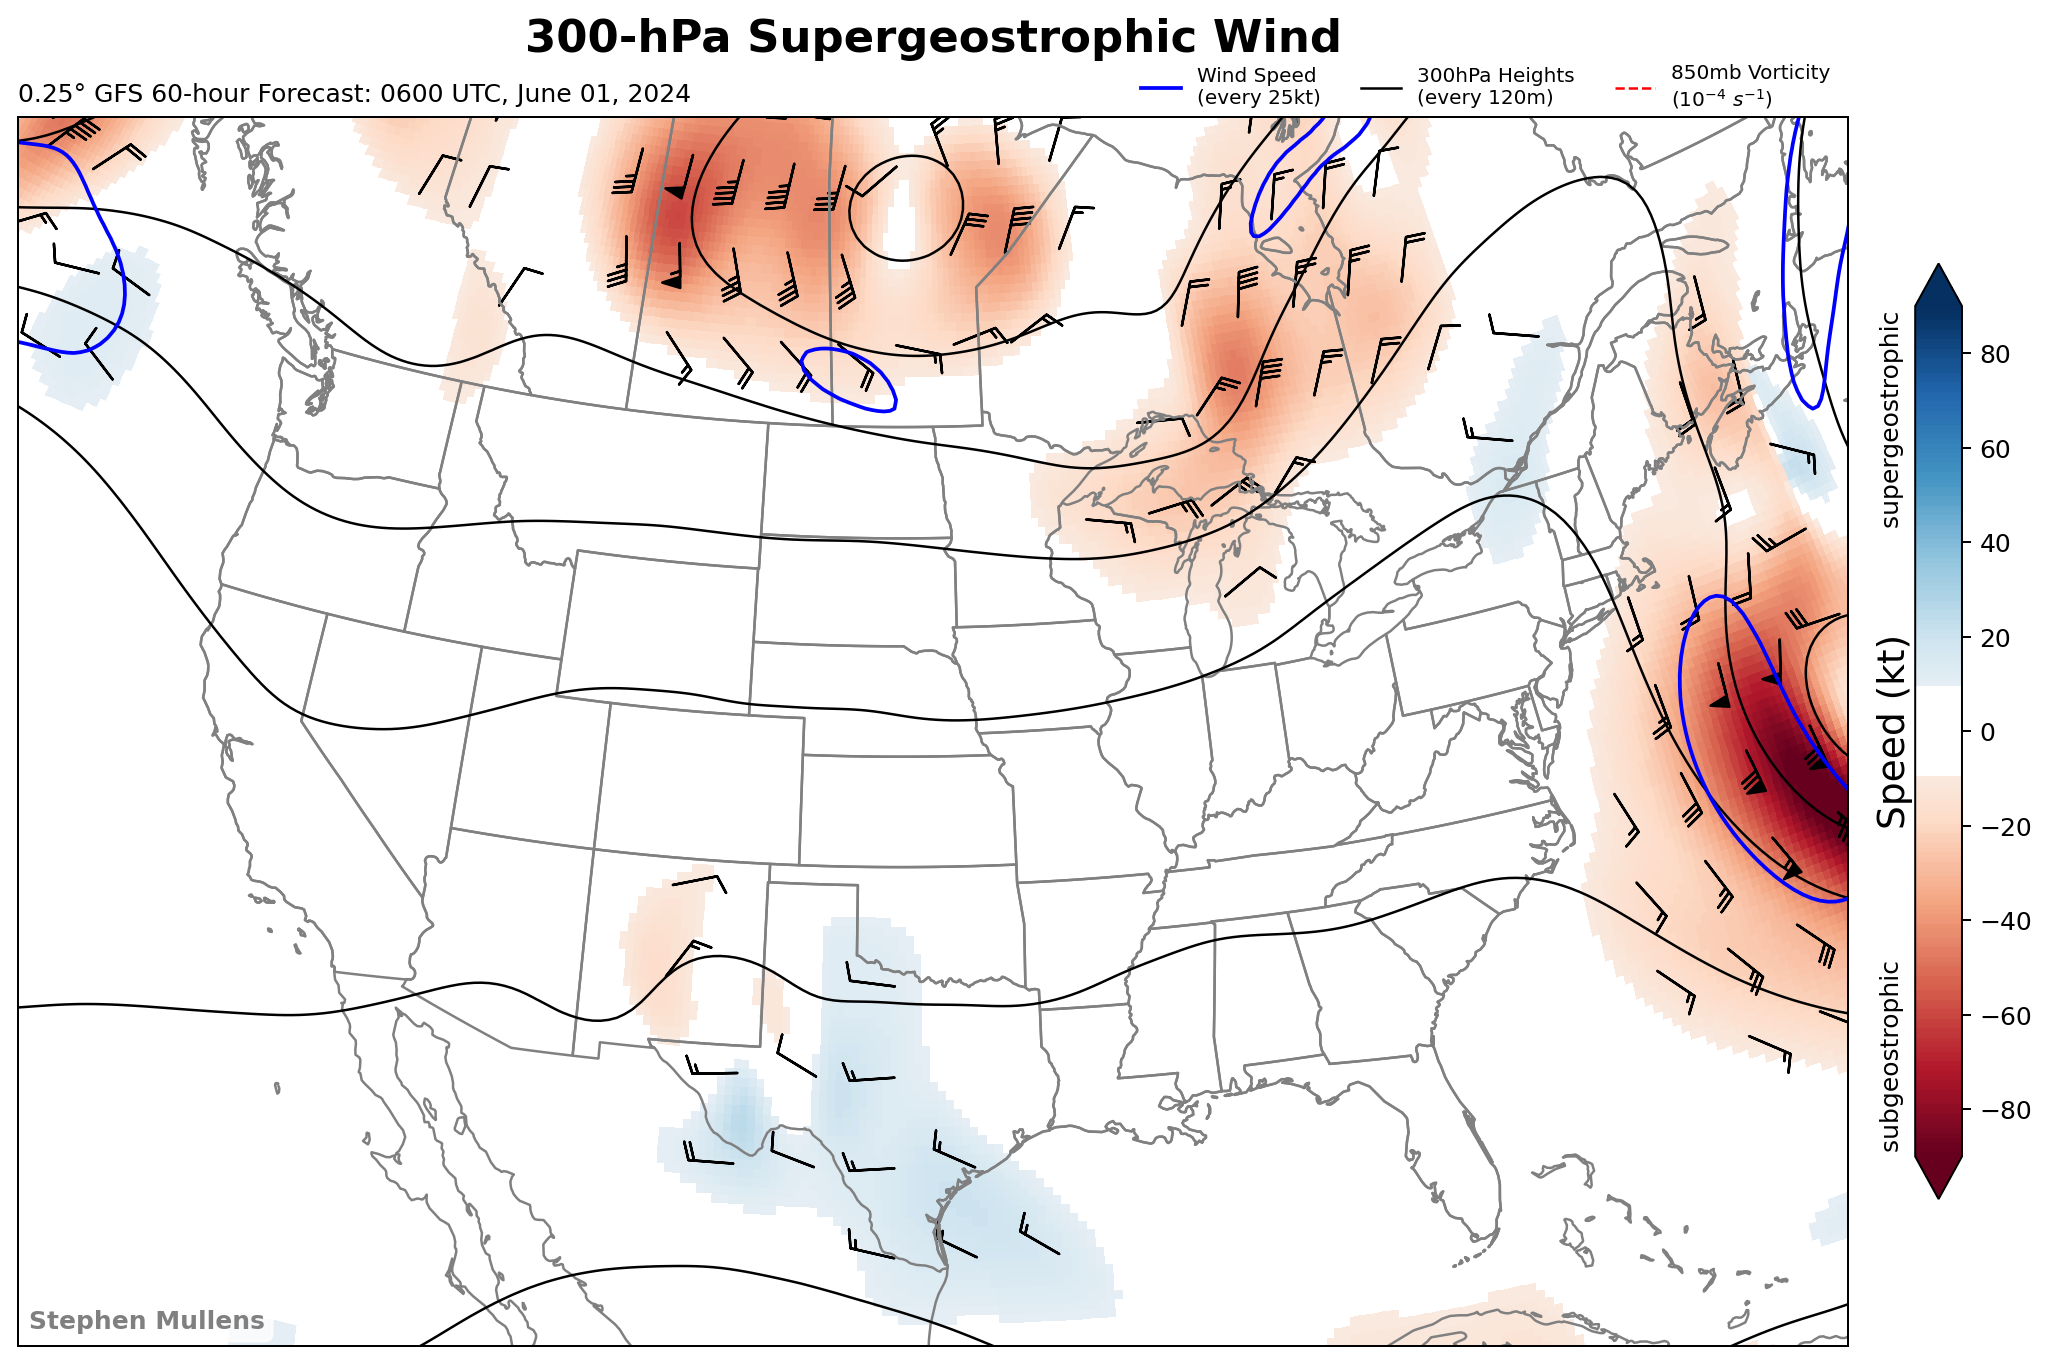 300-hPa Supergeostrophic Wind
0.25° GFS 60-hour Forecast: 0600 UTC, June 01, 2024
Wind Speed
(every 25kt)
300hPa Heights
(every 120m)
850mb Vorticity
(10⁻⁴ s⁻¹)
supergeostrophic
Speed (kt)
subgeostrophic
80
60
40
20
0
−20
−40
−60
−80
Stephen Mullens